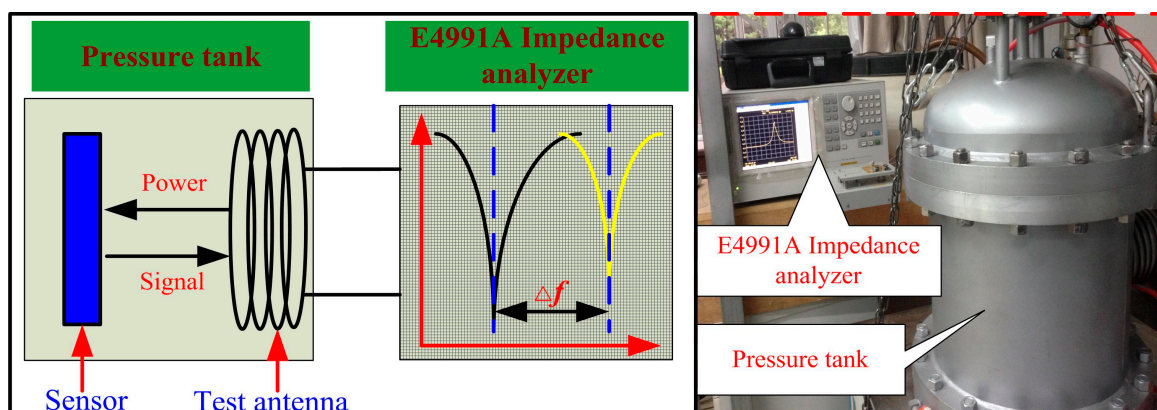 Pressure tank
E4991A Impedance
analyzer
Power
Signal
△f
Sensor
Test antenna
E4991A Impedance
analyzer
Pressure tank